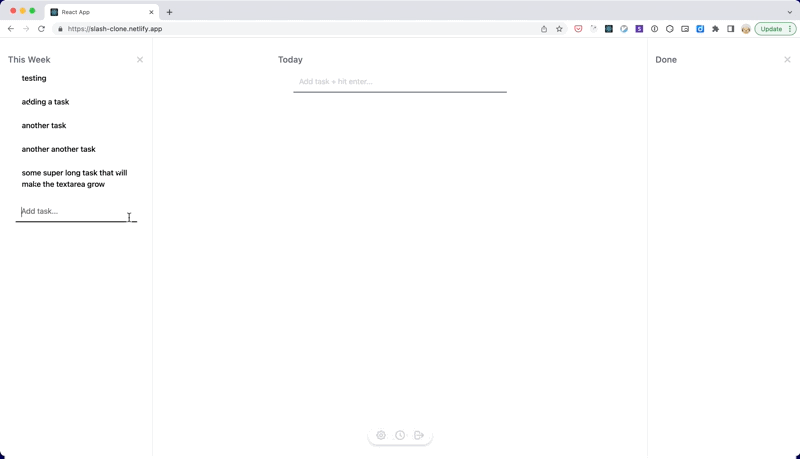 React App
https://slash-clone.netlify.app
Update
This Week
testing
adding a task
another task
another another task
some super long task that will
make the textarea grow
Add task...
Today
Add task + hit enter...
Done